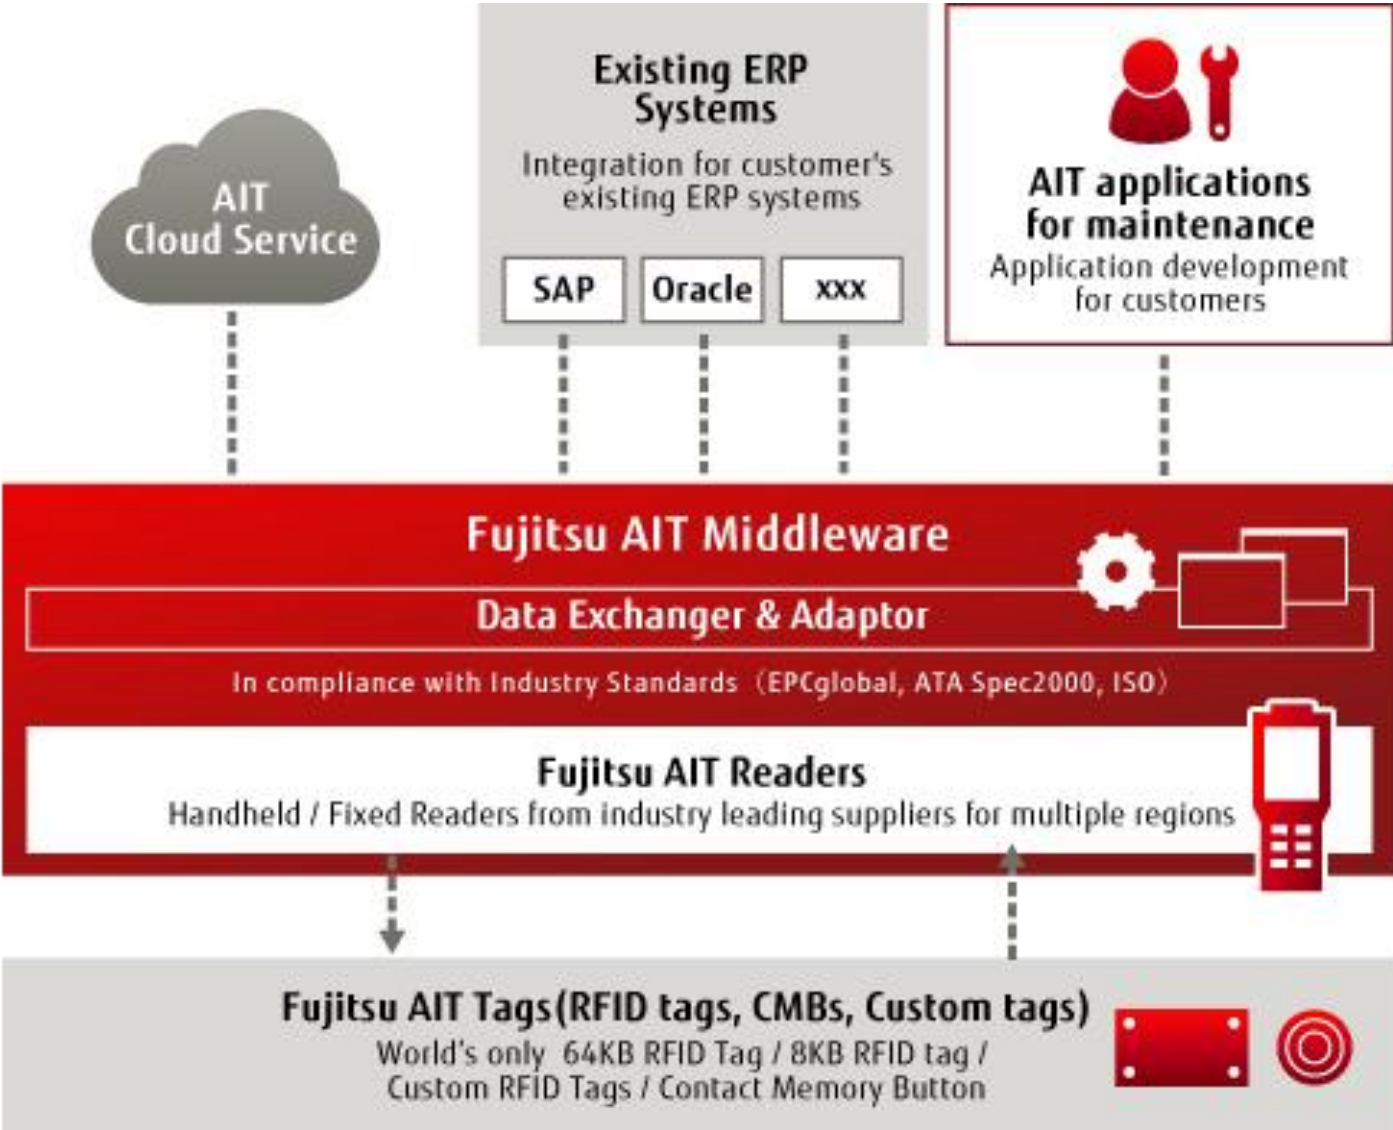 AIT
Cloud Service
Existing ERP
Systems
Integration for customer's
existing ERP systems
SAP
Oracle
xxx
AIT applications
for maintenance
Application development
for customers
Fujitsu AIT Middleware
Data Exchanger & Adaptor
In compliance with Industry Standards（EPCglobal, ATA Spec2000, ISO）
Fujitsu AIT Readers
Handheld / Fixed Readers from industry leading suppliers for multiple regions
Fujitsu AIT Tags(RFID tags, CMBs, Custom tags)
World's only 64KB RFID Tag / 8KB RFID tag /
Custom RFID Tags / Contact Memory Button